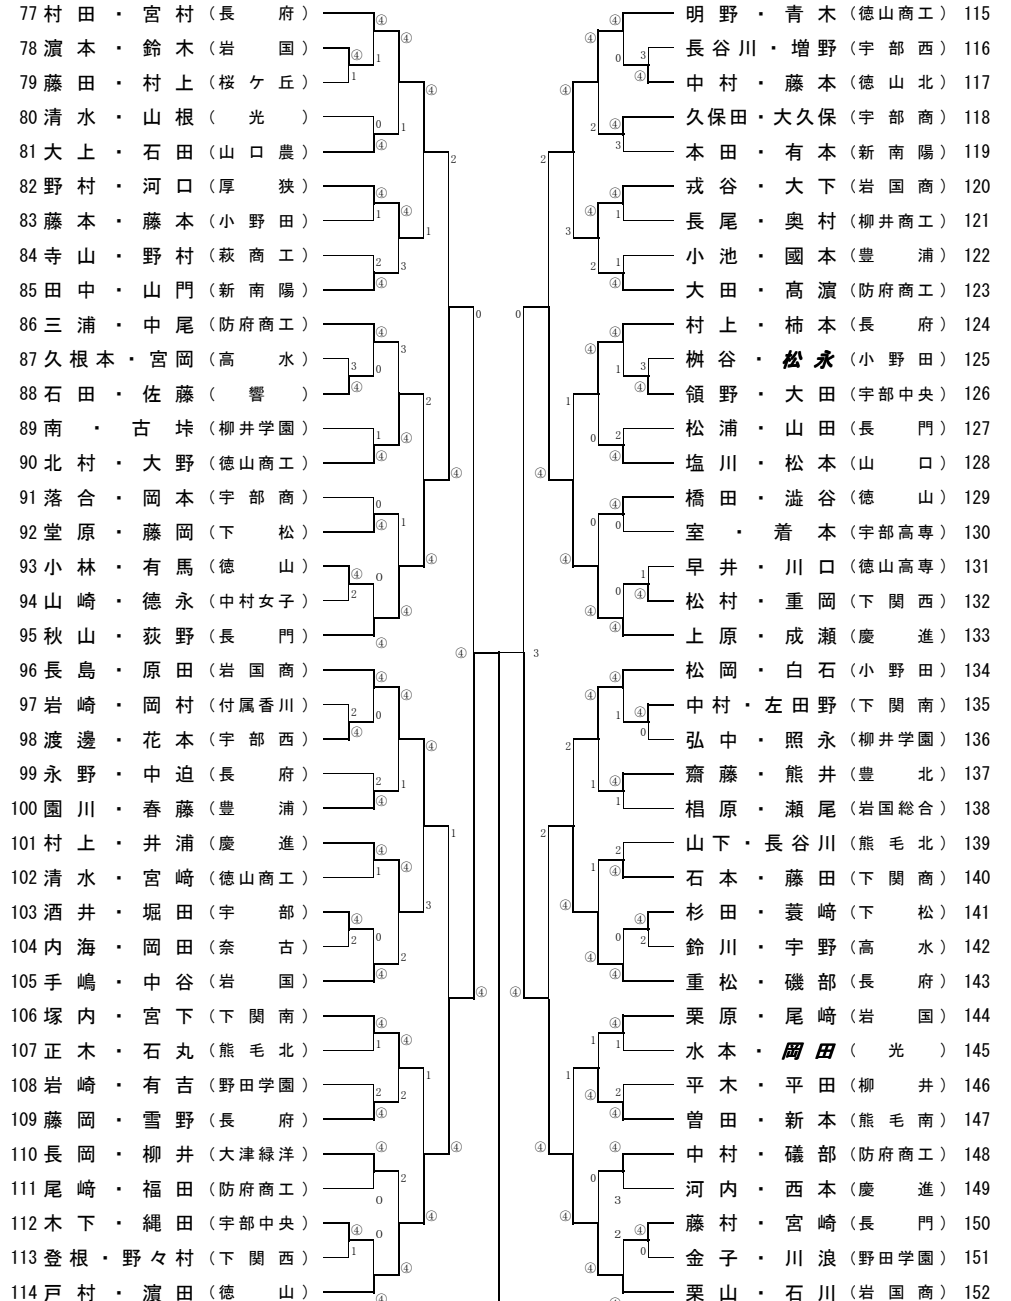 77 村田・宮村（長府）
78 濵本・鈴木（岩国）
79 藤田・村上（桜ケ丘）
80 清水・山根（光）
81 大上・石田（山口農）
82 野村・河口（厚狭）
83 藤本・藤本（小野田）
84 寺山・野村（萩商工）
85 田中・山門（新南陽）
86 三浦・中尾（防府商工）
87 久根本・宮岡（高水）
88 石田・佐藤（響）
89 南・古垰（柳井学園）
90 北村・大野（徳山商工）
91 落合・岡本（宇部商）
92 堂原・藤岡（下松）
93 小林・有馬（徳山）
94 山崎・德永（中村女子）
95 秋山・荻野（長門）
96 長島・原田（岩国商）
97 岩崎・岡村（付属香川）
98 渡邊・花本（宇部西）
99 永野・中迫（長府）
100 園川・春藤（豊浦）
101 村上・井浦（慶進）
102 清水・宮﨑（徳山商工）
103 酒井・堀田（宇部）
104 内海・岡田（奈古）
105 手嶋・中谷（岩国）
106 塚内・宮下（下関南）
107 正木・石丸（熊毛北）
108 岩崎・有吉（野田学園）
109 藤岡・雪野（長府）
110 長岡・柳井（大津緑洋）
111 尾﨑・福田（防府商工）
112 木下・縄田（宇部中央）
113 登根・野々村（下関西）
114 戸村・濵田（徳山）
明野・青木（徳山商工）115
長谷川・増野（宇部西）116
中村・藤本（徳山北）117
久保田・大久保（宇部商）118
本田・有本（新南陽）119
戎谷・大下（岩国商）120
長尾・奥村（柳井商工）121
小池・國本（豊浦）122
大田・髙濵（防府商工）123
村上・柿本（長府）124
桝谷・松永（小野田）125
領野・大田（宇部中央）126
松浦・山田（長門）127
塩川・松本（山口）128
橋田・澁谷（徳山）129
室・着本（宇部高専）130
早井・川口（徳山高専）131
松村・重岡（下関西）132
上原・成瀬（慶進）133
松岡・白石（小野田）134
中村・左田野（下関南）135
弘中・照永（柳井学園）136
齋藤・熊井（豊北）137
椙原・瀬尾（岩国総合）138
山下・長谷川（熊毛北）139
石本・藤田（下関商）140
杉田・蓑﨑（下松）141
鈴川・宇野（高水）142
重松・磯部（長府）143
栗原・尾﨑（岩国）144
水本・岡田（光）145
平木・平田（柳井）146
曽田・新本（熊毛南）147
中村・礒部（防府商工）148
河内・西本（慶進）149
藤村・宮崎（長門）150
金子・川浪（野田学園）151
栗山・石川（岩国商）152